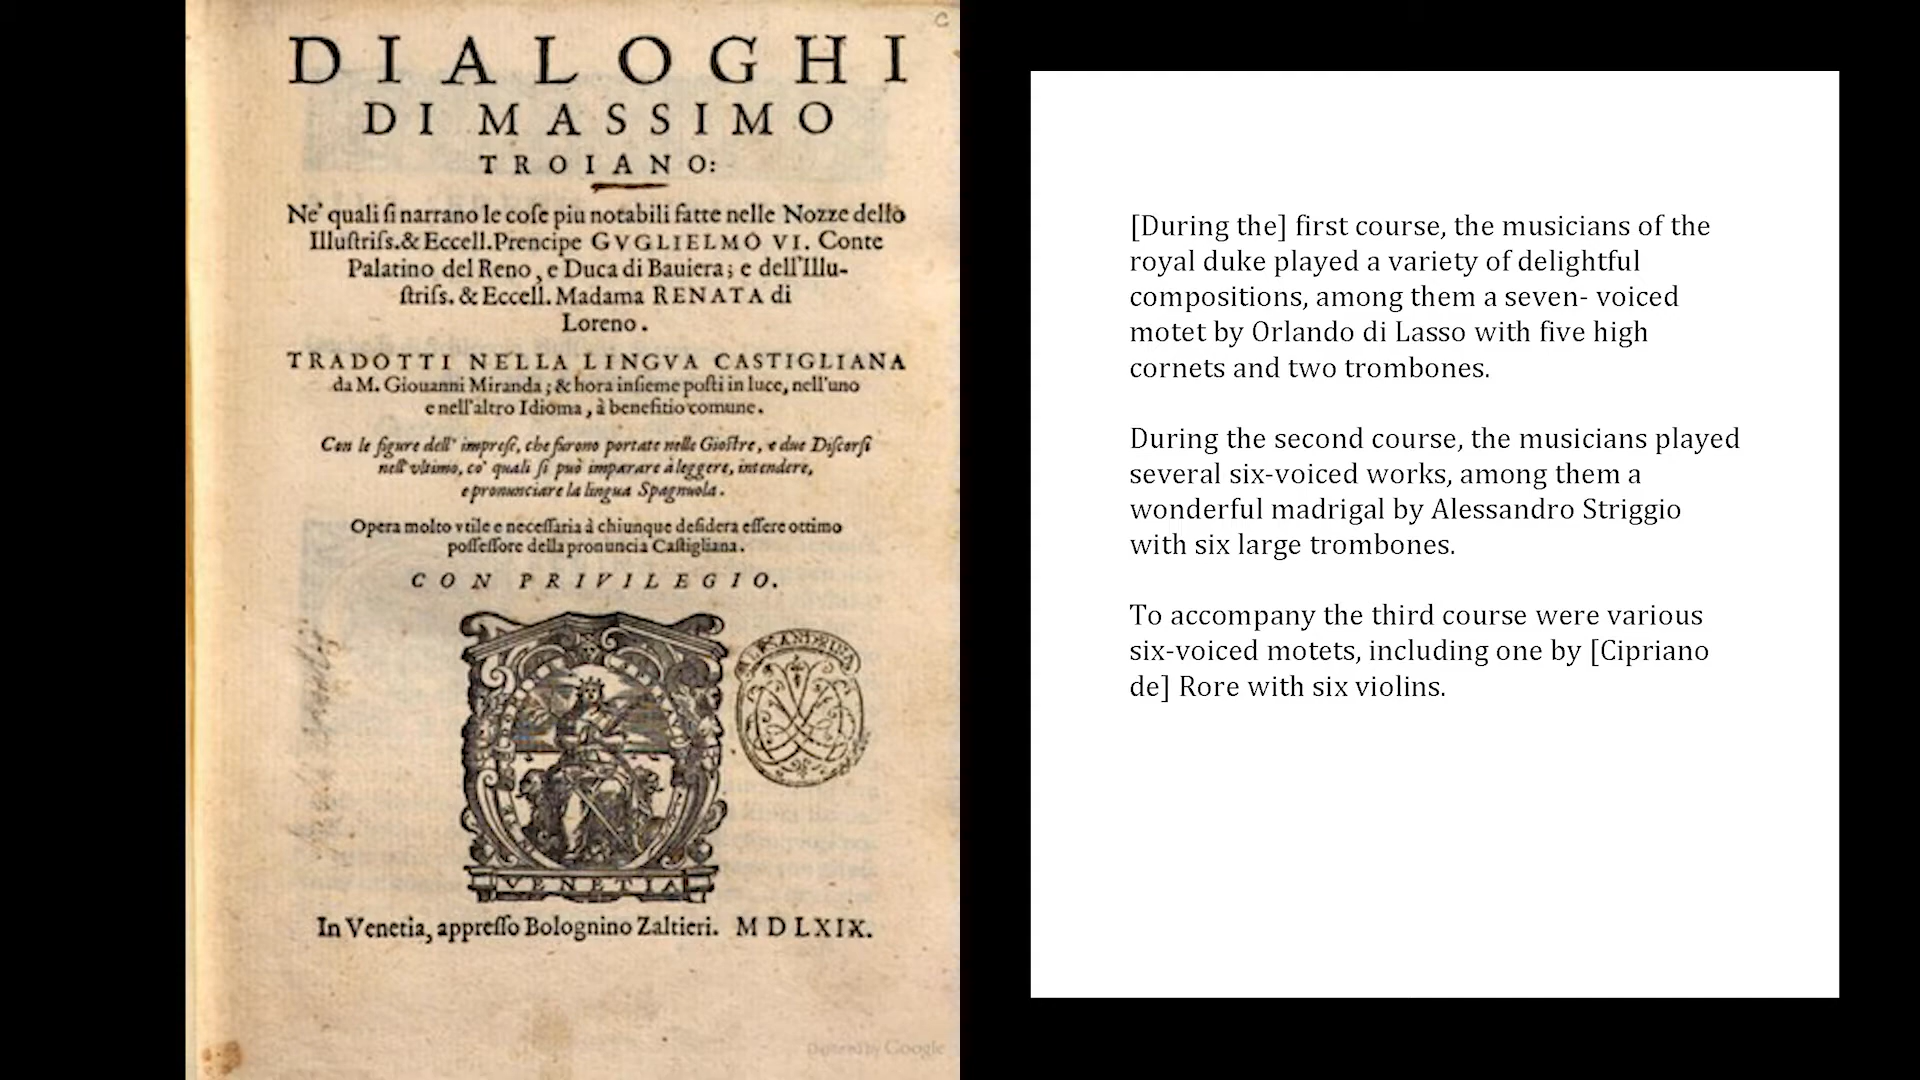 C
DIALOGHI
DI MASSIMO
TROIANO:
Ne' quali ſi narrano le coſe piu notabili fatte nelle Nozze dello
Illuſtriſs.& Eccell.Prencipe GVGLIELMO VI. Conte
Palatino del Reno, e Duca di Bauiera; e dell'Illu-
ſtriſs. & Eccell. Madama RENATA di
Loreno.
TRADOTTI NELLA LINGVA CASTIGLIANA
da M. Giouanni Miranda; & hora inſieme poſti in luce, nell'uno
e nell'altro Idioma, à benefitio comune.
Con le figure dell' impreſe, che furono portate nelle Gioſtre, e due Diſcorſi
nell'vltimo, co' quali ſi può imparare à leggere, intendere,
e pronunciare la lingua Spagnuola.
Opera molto vtile e neceſſaria à chiunque deſidera eſſere ottimo
poſſeſſore della pronuncia Caſtigliana.
CON PRIVILEGIO.
VENETIA
In Venetia, appreſſo Bolognino Zaltieri. MDLXIX.
Digitized by Google
[During the] first course, the musicians of the
royal duke played a variety of delightful
compositions, among them a seven- voiced
motet by Orlando di Lasso with five high
cornets and two trombones.
During the second course, the musicians played
several six-voiced works, among them a
wonderful madrigal by Alessandro Striggio
with six large trombones.
To accompany the third course were various
six-voiced motets, including one by [Cipriano
de] Rore with six violins.